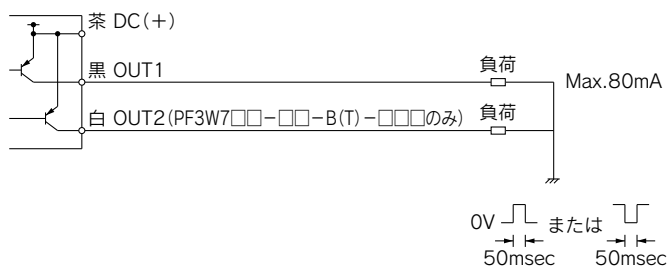 茶 DC(+)
黒 OUT1
負荷
Max.80mA
白 OUT2(PF3W7□□-□□-B(T)-□□□のみ)
負荷
0V または
50msec 50msec